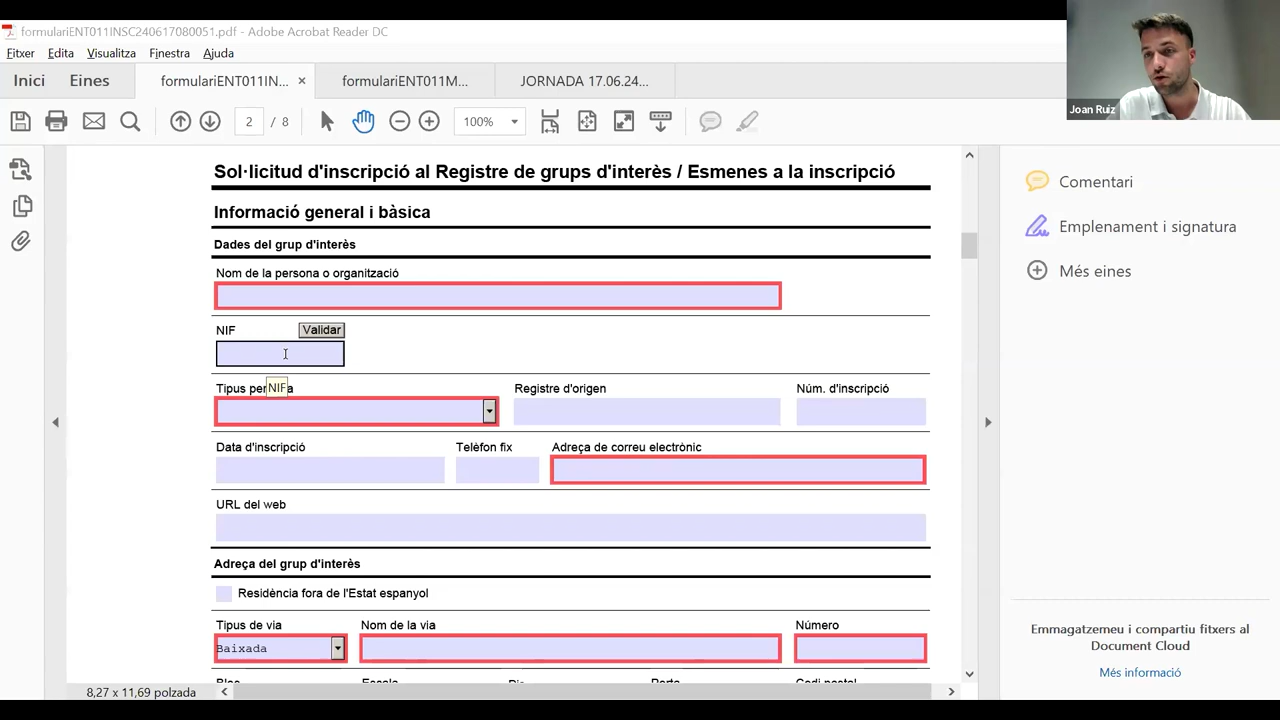 formulariENT011INSC240617080051.pdf - Adobe Acrobat Reader DC
Fitxer Edita Visualitza Finestra Ajuda
Inici Eines formulariENT011IN... × formulariENT011M... JORNADA 17.06.24...
2 / 8 100%
Joan Ruiz
Sol·licitud d'inscripció al Registre de grups d'interès / Esmenes a la inscripció
Informació general i bàsica
Dades del grup d'interès
Nom de la persona o organització
NIF Validar
Tipus per NIF a Registre d'origen Núm. d'inscripció
Data d'inscripció Telèfon fix Adreça de correu electrònic
URL del web
Adreça del grup d'interès
Residència fora de l'Estat espanyol
Tipus de via Nom de la via Número
Baixada
8,27 x 11,69 polzada
Comentari
Emplenament i signatura
Més eines
Emmagatzemeu i compartiu fitxers al
Document Cloud
Més informació